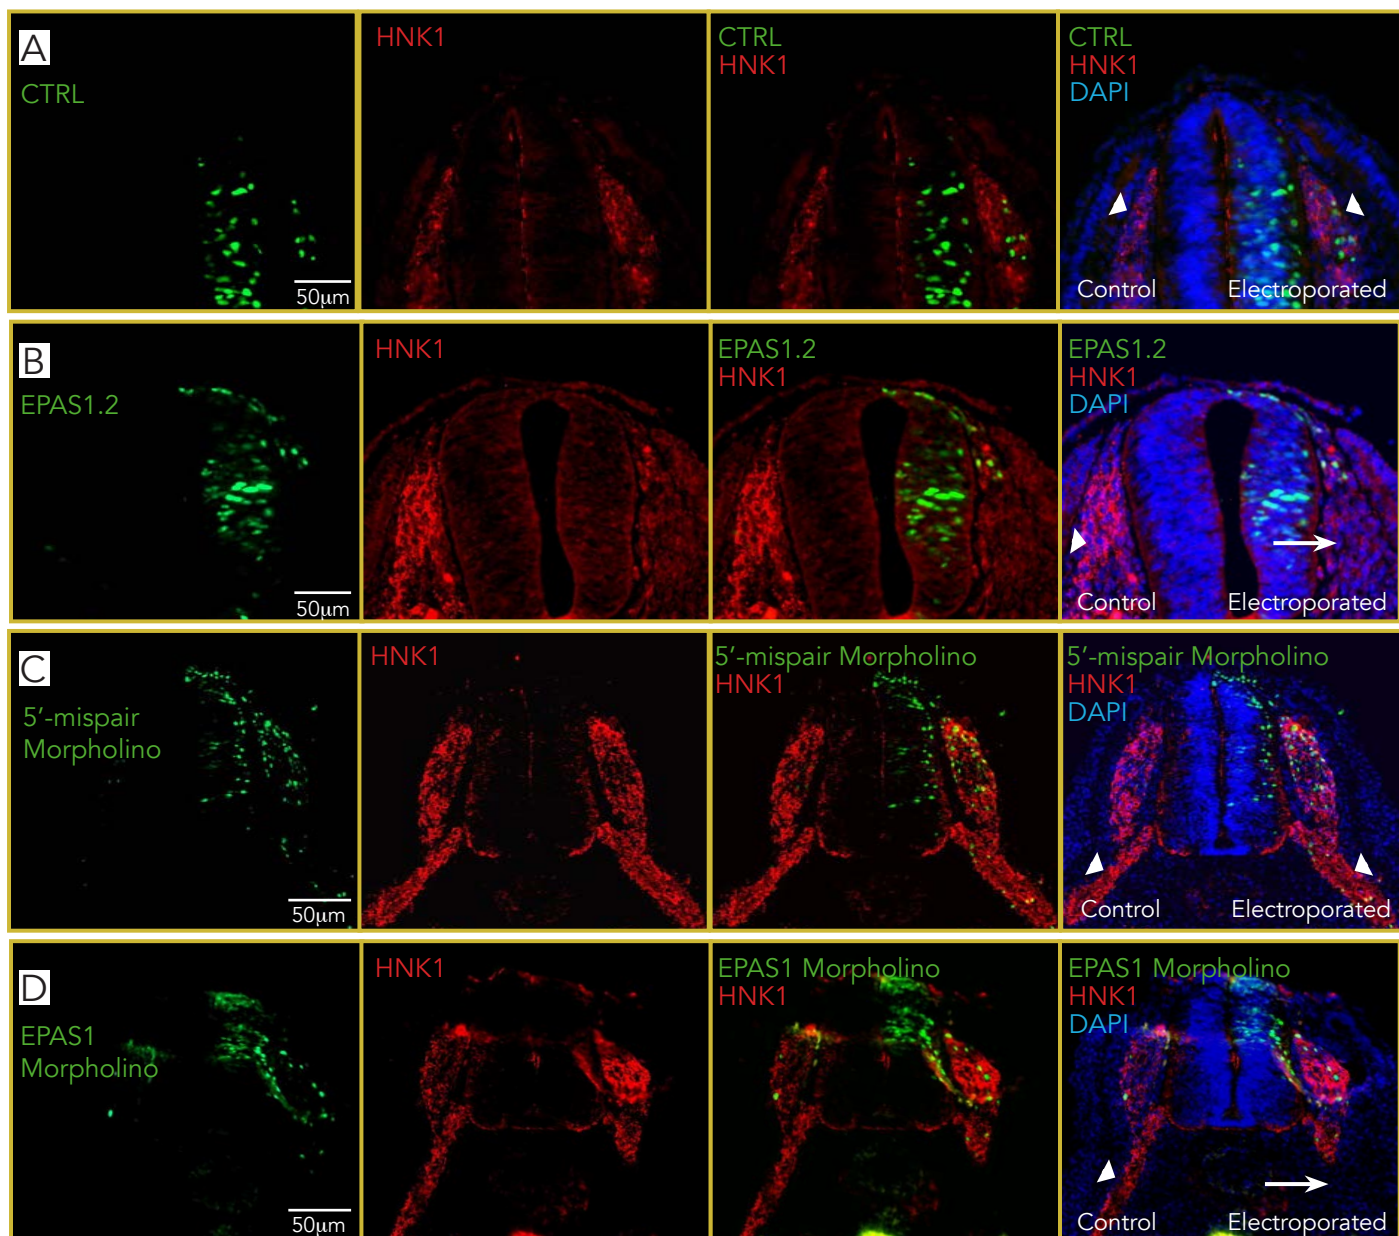 A
CTRL
50μm
HNK1
CTRL
HNK1
CTRL
HNK1
DAPI
Control
Electroporated
B
EPAS1.2
50μm
HNK1
EPAS1.2
HNK1
EPAS1.2
HNK1
DAPI
Control
Electroporated
C
5’-mispair
Morpholino
50μm
HNK1
5’-mispair Morpholino
HNK1
5’-mispair Morpholino
HNK1
DAPI
Control
Electroporated
D
EPAS1
Morpholino
50μm
HNK1
EPAS1 Morpholino
HNK1
EPAS1 Morpholino
HNK1
DAPI
Control
Electroporated